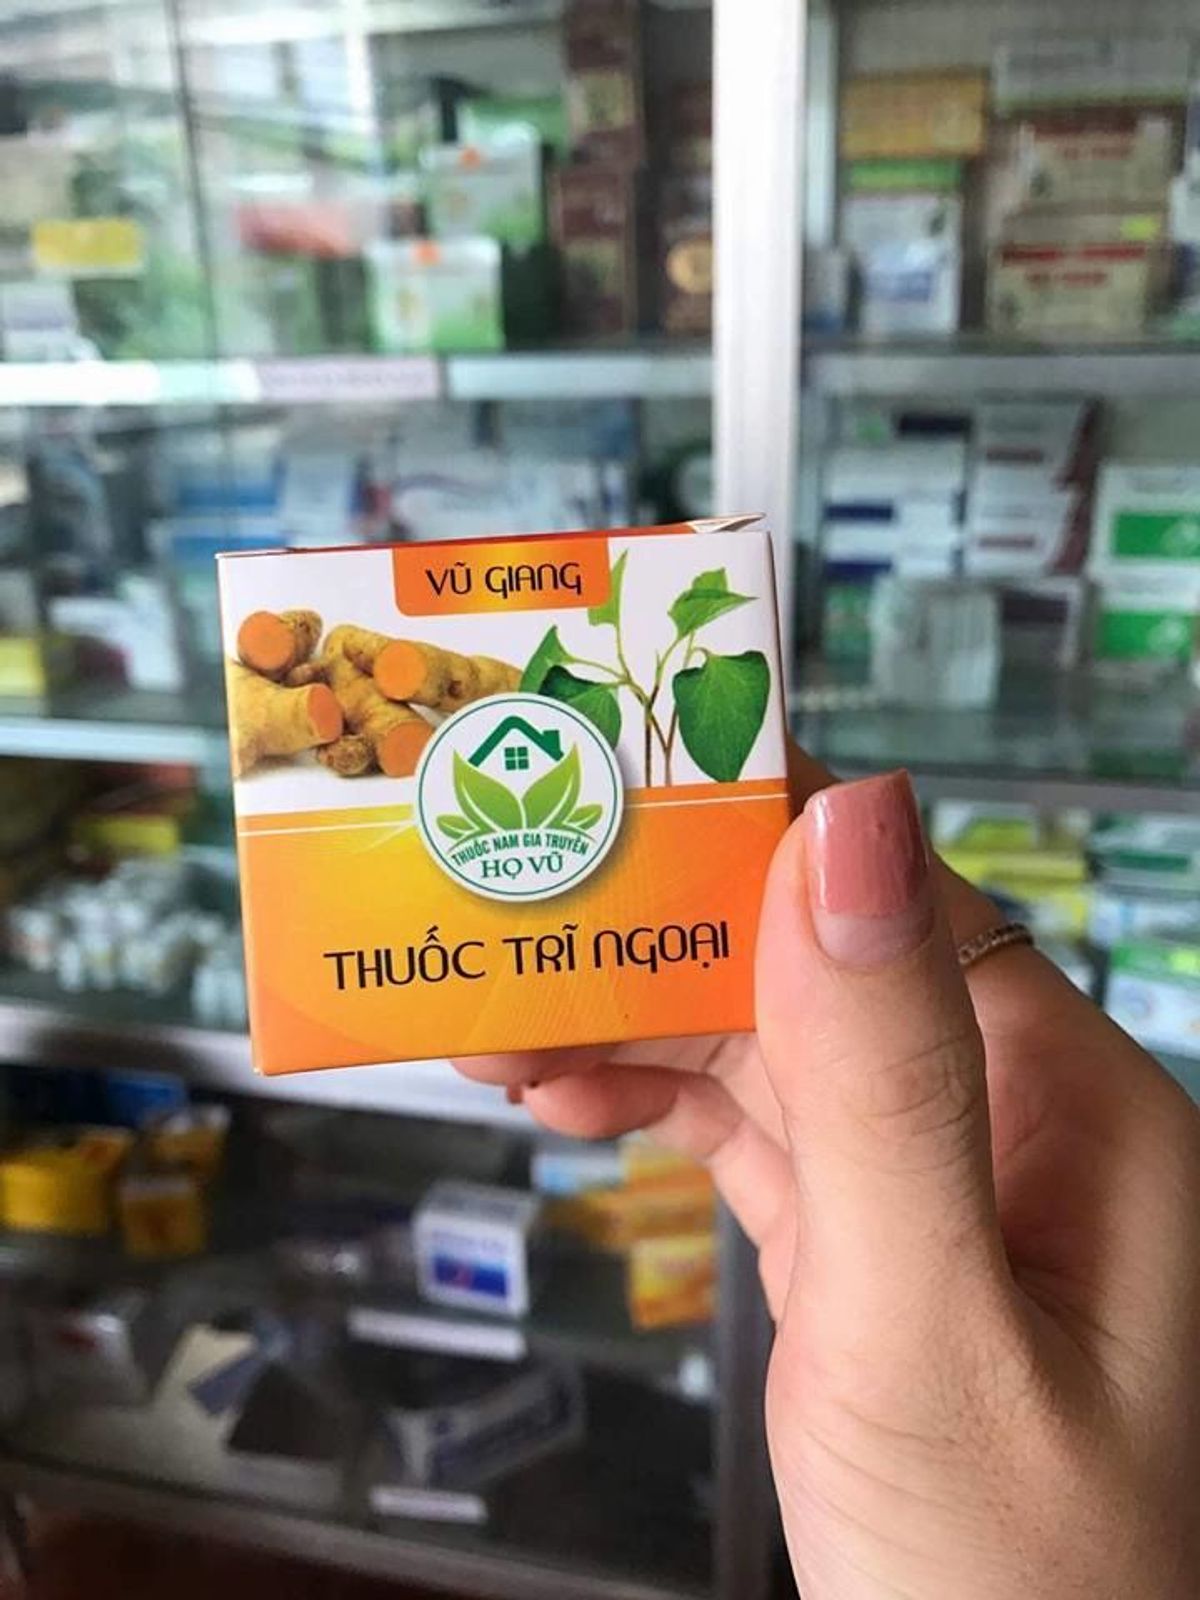 VŨ GIANG
THUỐC NAM GIA TRUYỀN
HỌ VŨ
THUỐC TRĨ NGOẠI